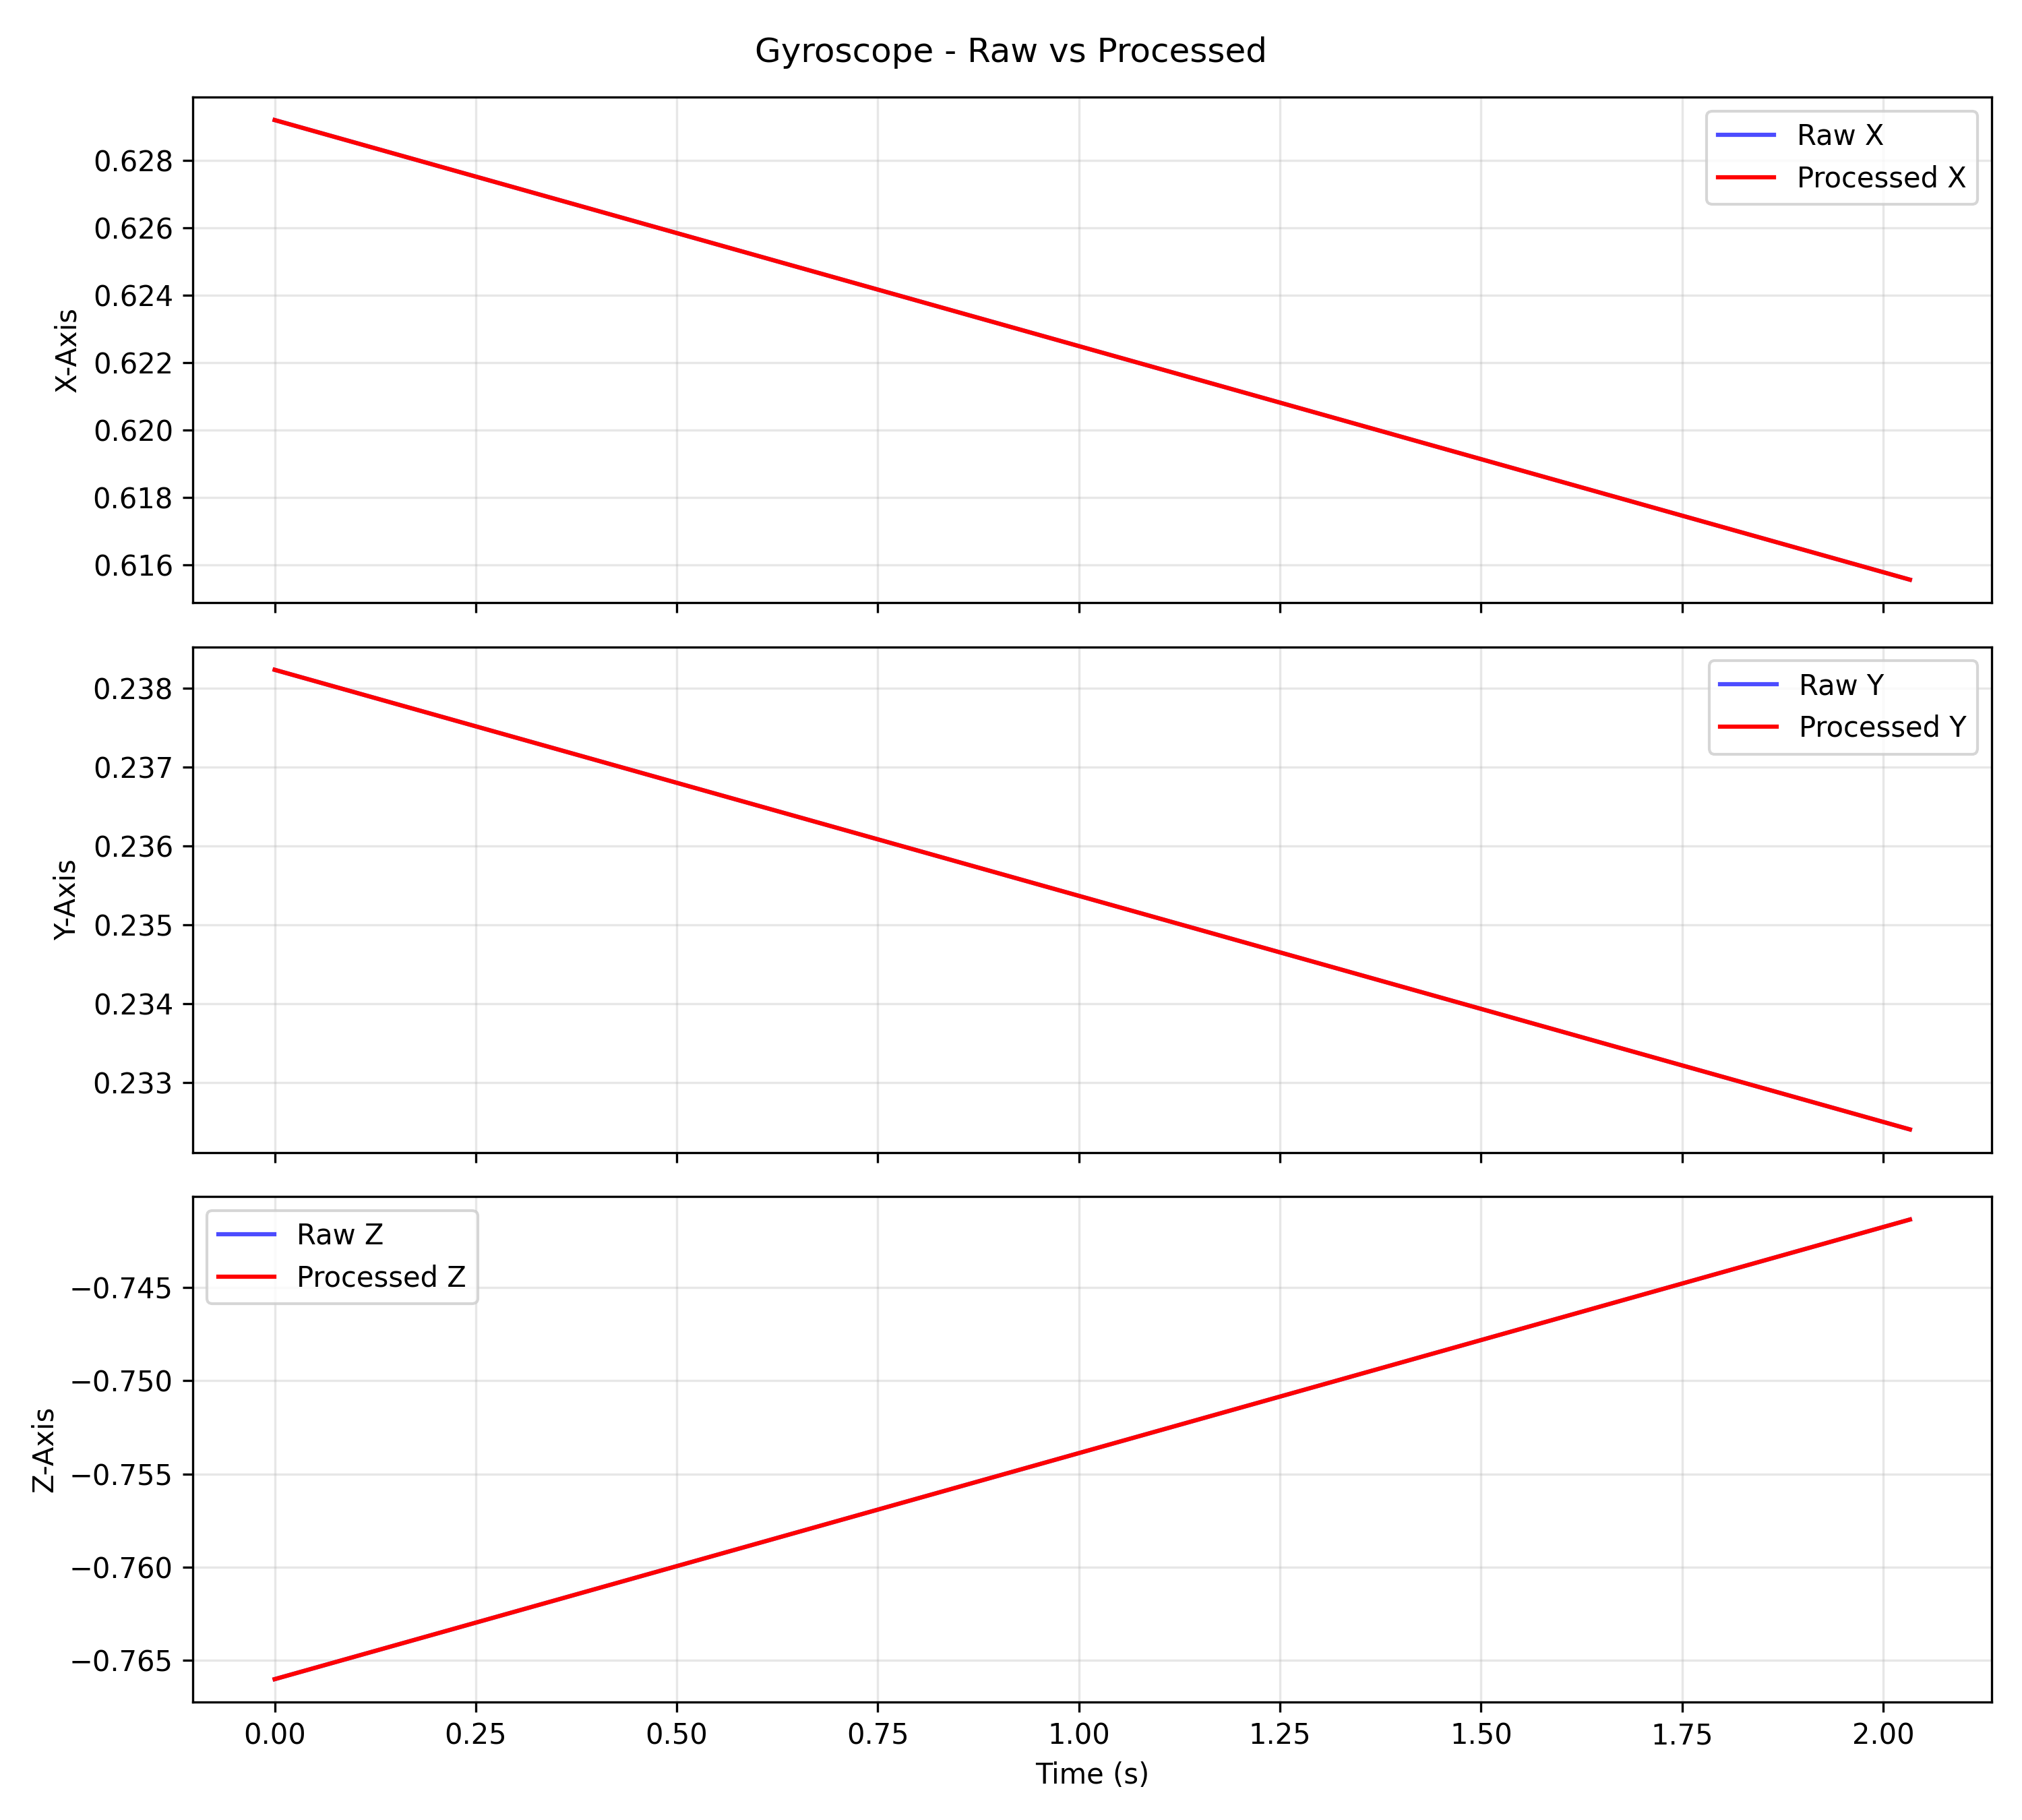 Gyroscope - Raw vs Processed
X-Axis
0.628
0.626
0.624
0.622
0.620
0.618
0.616
Raw X
Processed X
Y-Axis
0.238
0.237
0.236
0.235
0.234
0.233
Raw Y
Processed Y
Z-Axis
−0.745
−0.750
−0.755
−0.760
−0.765
Raw Z
Processed Z
0.00 0.25 0.50 0.75 1.00 1.25 1.50 1.75 2.00
Time (s)